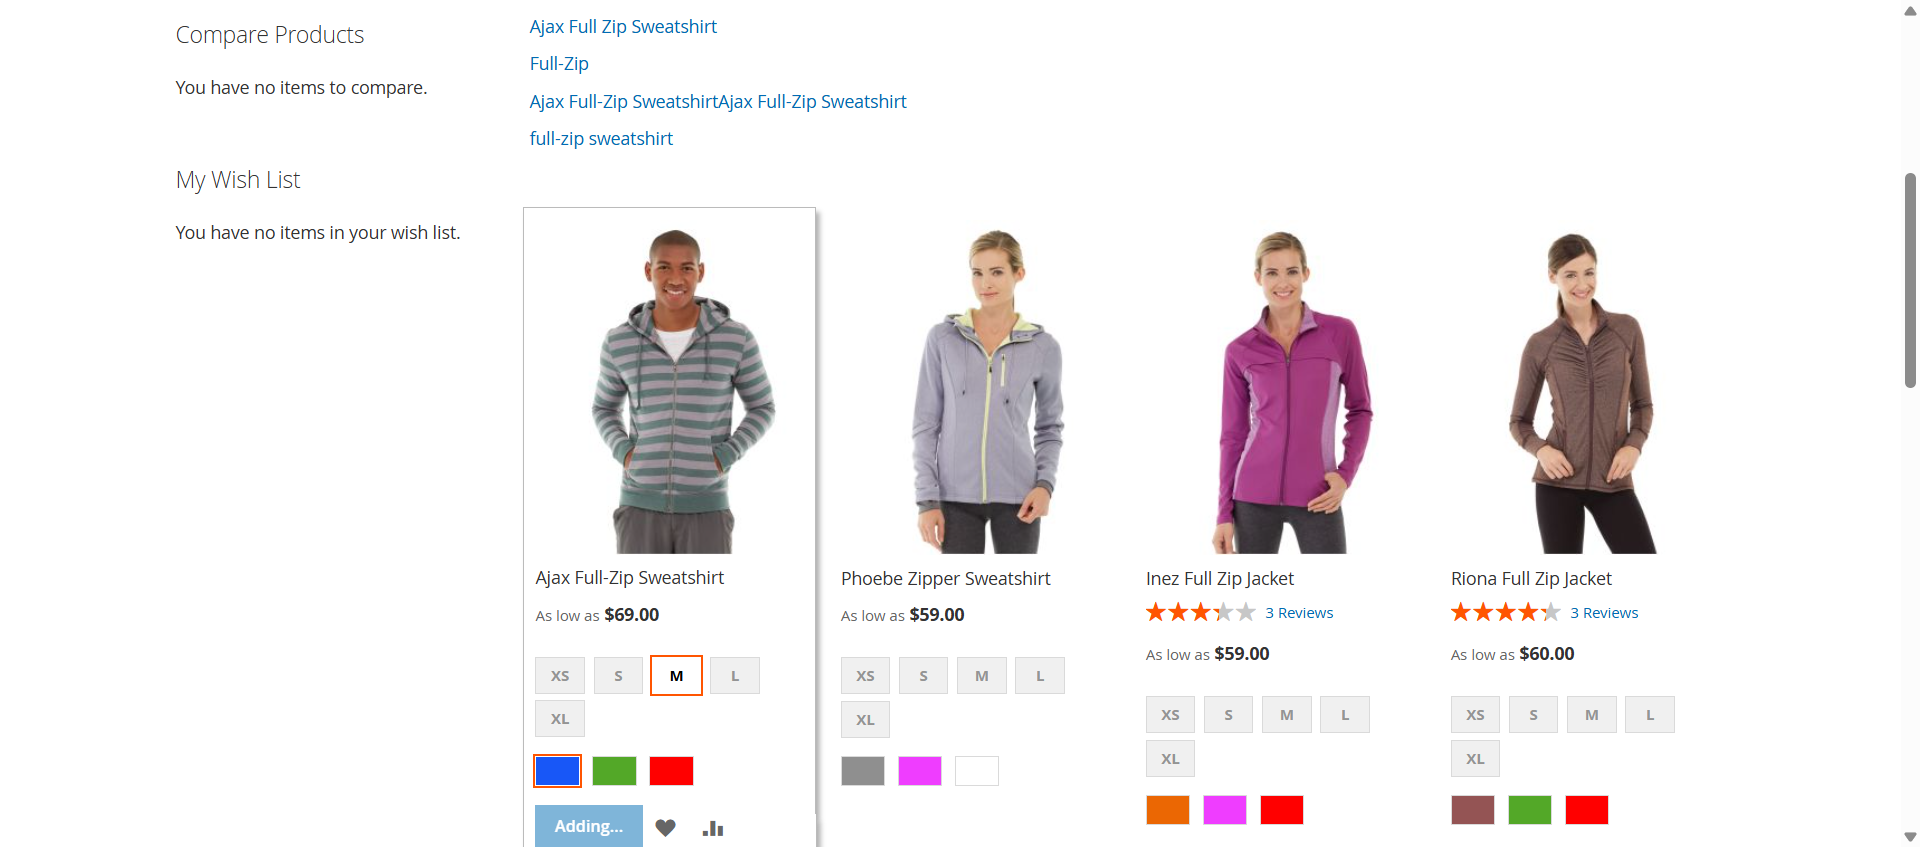 Compare Products
You have no items to compare.
My Wish List
You have no items in your wish list.
Ajax Full Zip Sweatshirt
Full-Zip
Ajax Full-Zip SweatshirtAjax Full-Zip Sweatshirt
full-zip sweatshirt
Ajax Full-Zip Sweatshirt
As low as $69.00
XS S M L
XL
Adding...
Phoebe Zipper Sweatshirt
As low as $59.00
XS S M L
XL
Inez Full Zip Jacket
3 Reviews
As low as $59.00
XS S M L
XL
Riona Full Zip Jacket
3 Reviews
As low as $60.00
XS S M L
XL